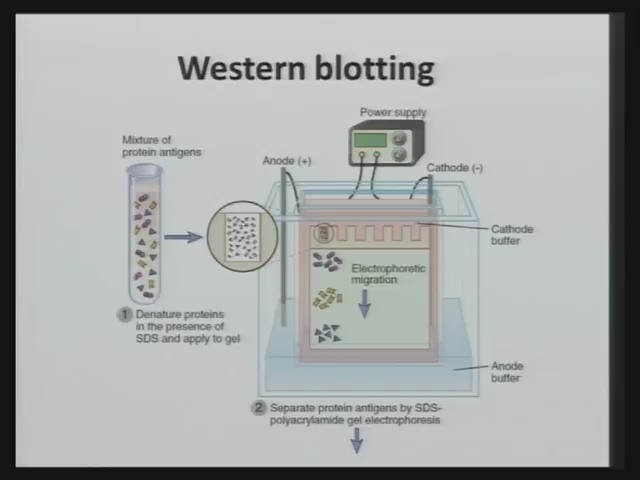 Western blotting
Power supply
Mixture of
protein antigens
Anode (+)
Cathode (-)
Cathode
buffer
Electrophoretic
migration
1 Denature proteins
in the presence of
SDS and apply to gel
Anode
buffer
2 Separate protein antigens by SDS-
polyacrylamide gel electrophoresis